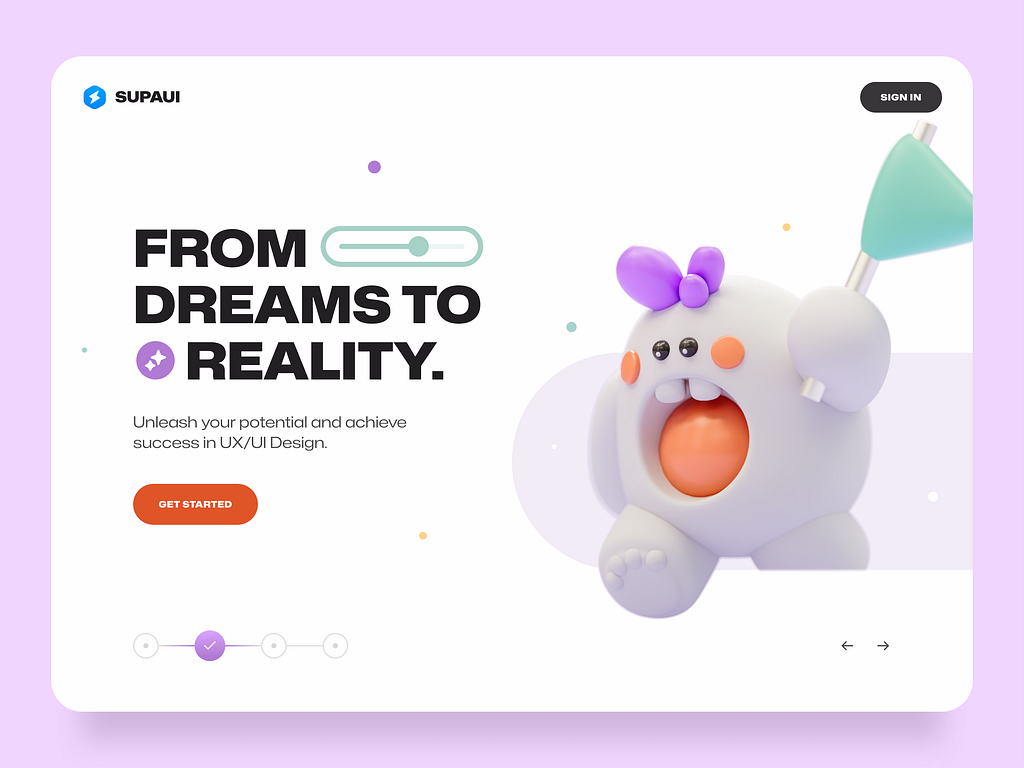 SUPAUI
SIGN IN
FROM
DREAMS TO
REALITY.
Unleash your potential and achieve
success in UX/UI Design.
GET STARTED